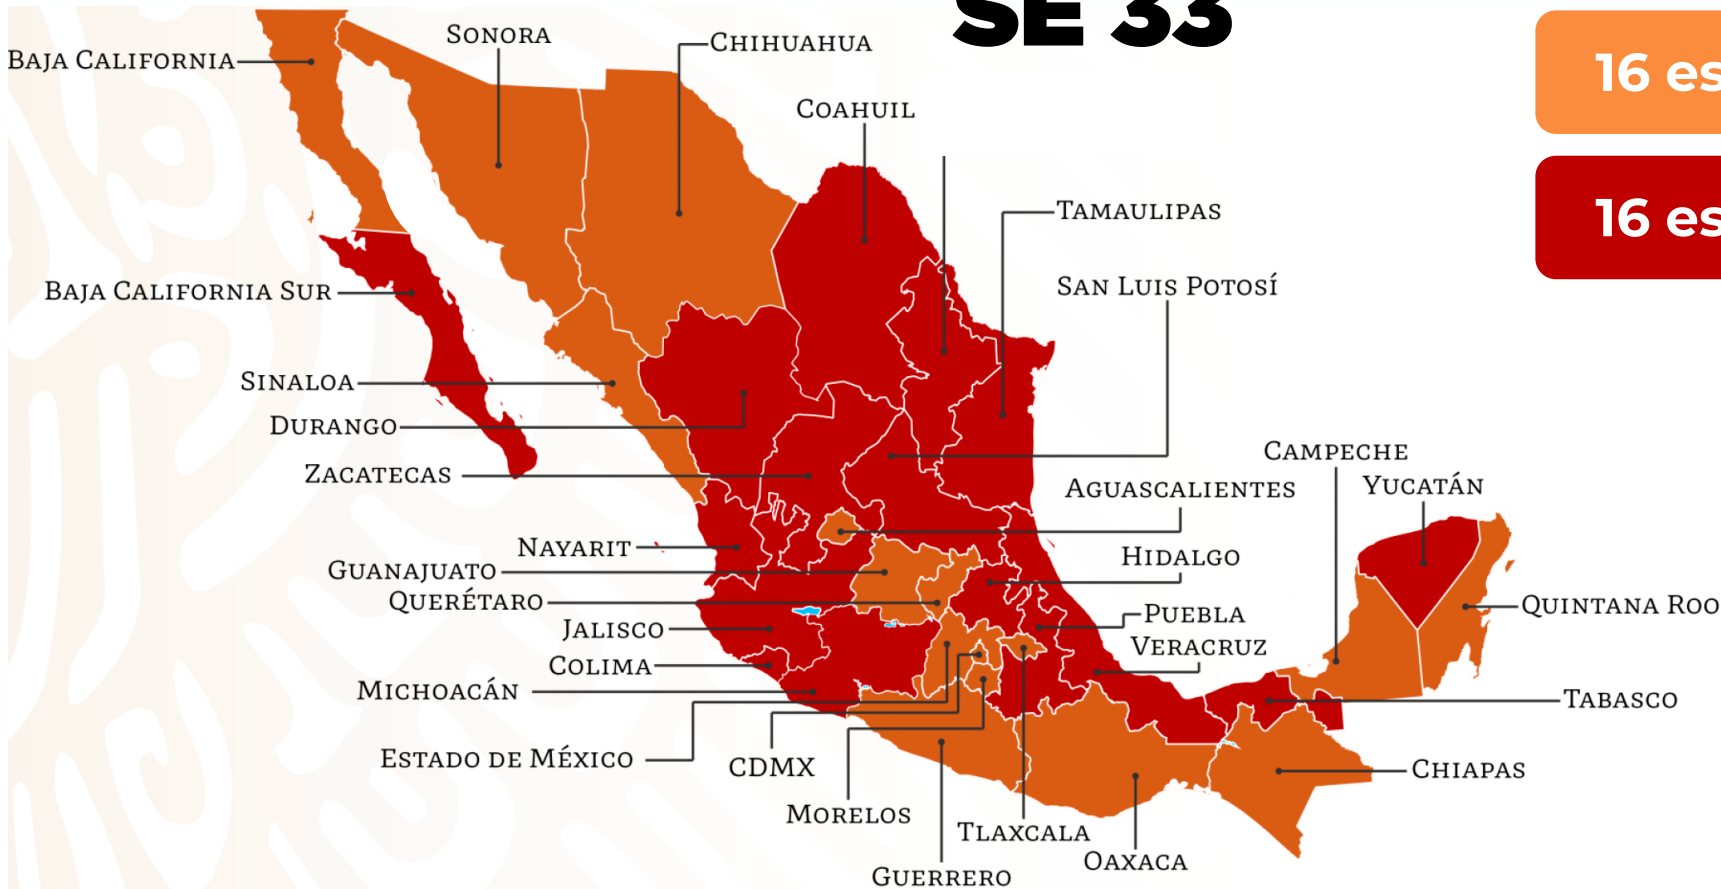 SE 33
16 es
16 es
BAJA CALIFORNIA
SONORA
CHIHUAHUA
COAHUIL
TAMAULIPAS
SAN LUIS POTOSÍ
BAJA CALIFORNIA SUR
SINALOA
DURANGO
ZACATECAS
CAMPECHE
YUCATÁN
AGUASCALIENTES
NAYARIT
HIDALGO
GUANAJUATO
QUERÉTARO
QUINTANA ROO
PUEBLA
JALISCO
VERACRUZ
COLIMA
MICHOACÁN
TABASCO
ESTADO DE MÉXICO
CDMX
CHIAPAS
MORELOS
TLAXCALA
OAXACA
GUERRERO